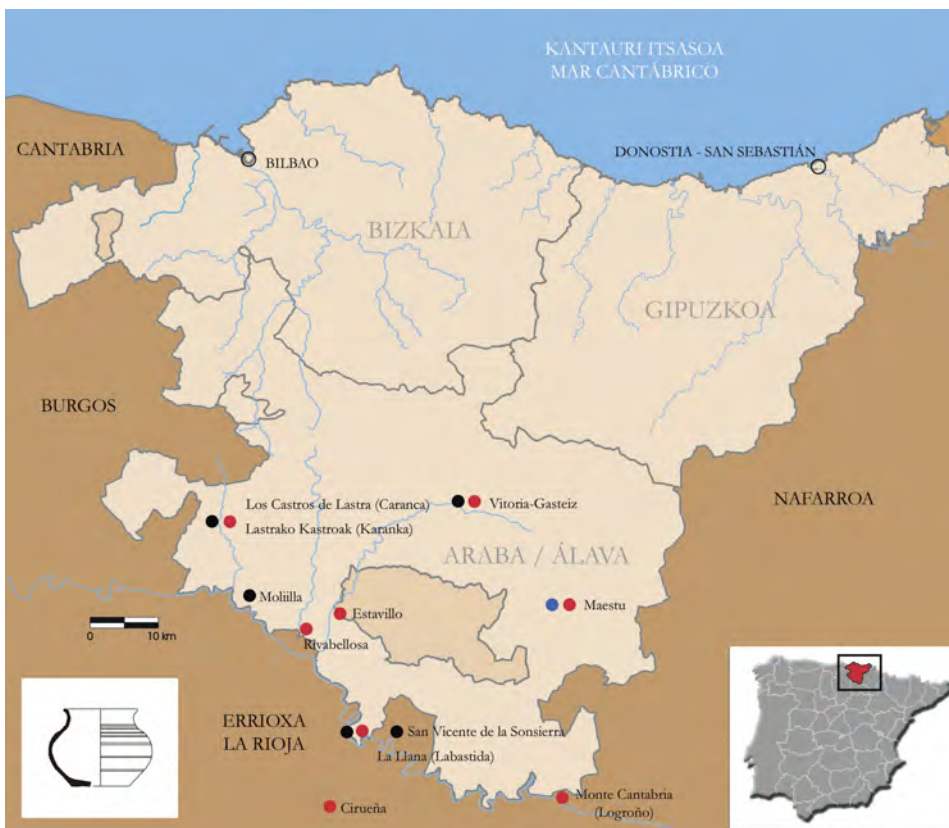 KANTAURI ITSASOA
MAR CANTÁBRICO
CANTABRIA
BILBAO
DONOSTIA - SAN SEBASTIÁN
BIZKAIA
GIPUZKOA
BURGOS
NAFARROA
Los Castros de Lastra (Caranca)
Lastrako Kastroak (Karanka)
Vitoria-Gasteiz
ARABA / ÁLAVA
Moliilla
Estavillo
Maestu
0 10 km
Rivabellosa
ERRIOXA
LA RIOJA
San Vicente de la Sonsierra
La Llana (Labastida)
Cirueña
Monte Cantabria
(Logroño)